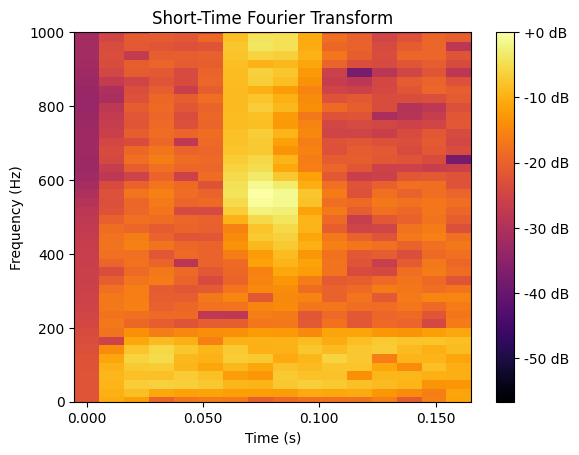 Short-Time Fourier Transform
1000
800
600
400
200
0
Frequency (Hz)
0.000
0.050
0.100
0.150
Time (s)
+0 dB
-10 dB
-20 dB
-30 dB
-40 dB
-50 dB